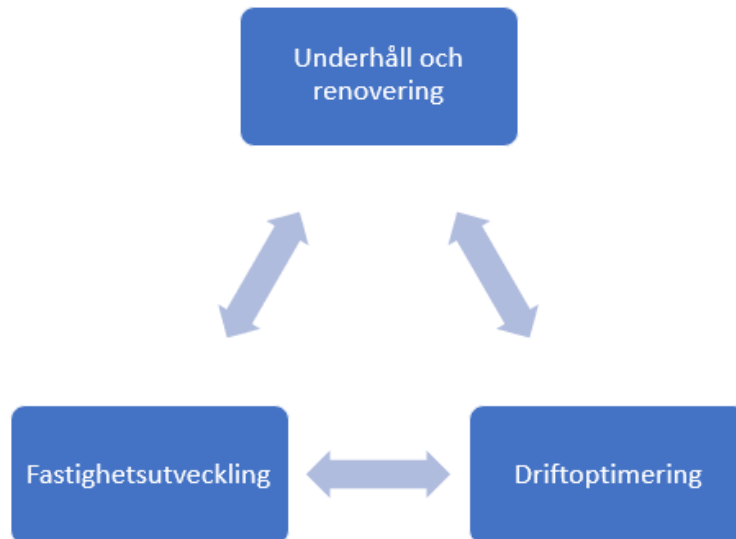 Underhåll och
renovering
Fastighetsutveckling
Driftoptimering